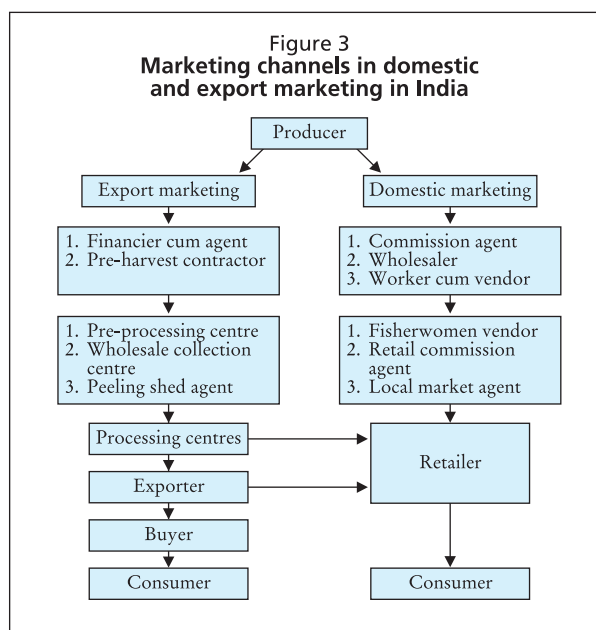 Figure 3
Marketing channels in domestic
and export marketing in India
Producer
Export marketing
Domestic marketing
1. Financier cum agent
2. Pre-harvest contractor
1. Commission agent
2. Wholesaler
3. Worker cum vendor
1. Pre-processing centre
2. Wholesale collection
centre
3. Peeling shed agent
1. Fisherwomen vendor
2. Retail commission
agent
3. Local market agent
Processing centres
Retailer
Exporter
Buyer
Consumer
Consumer